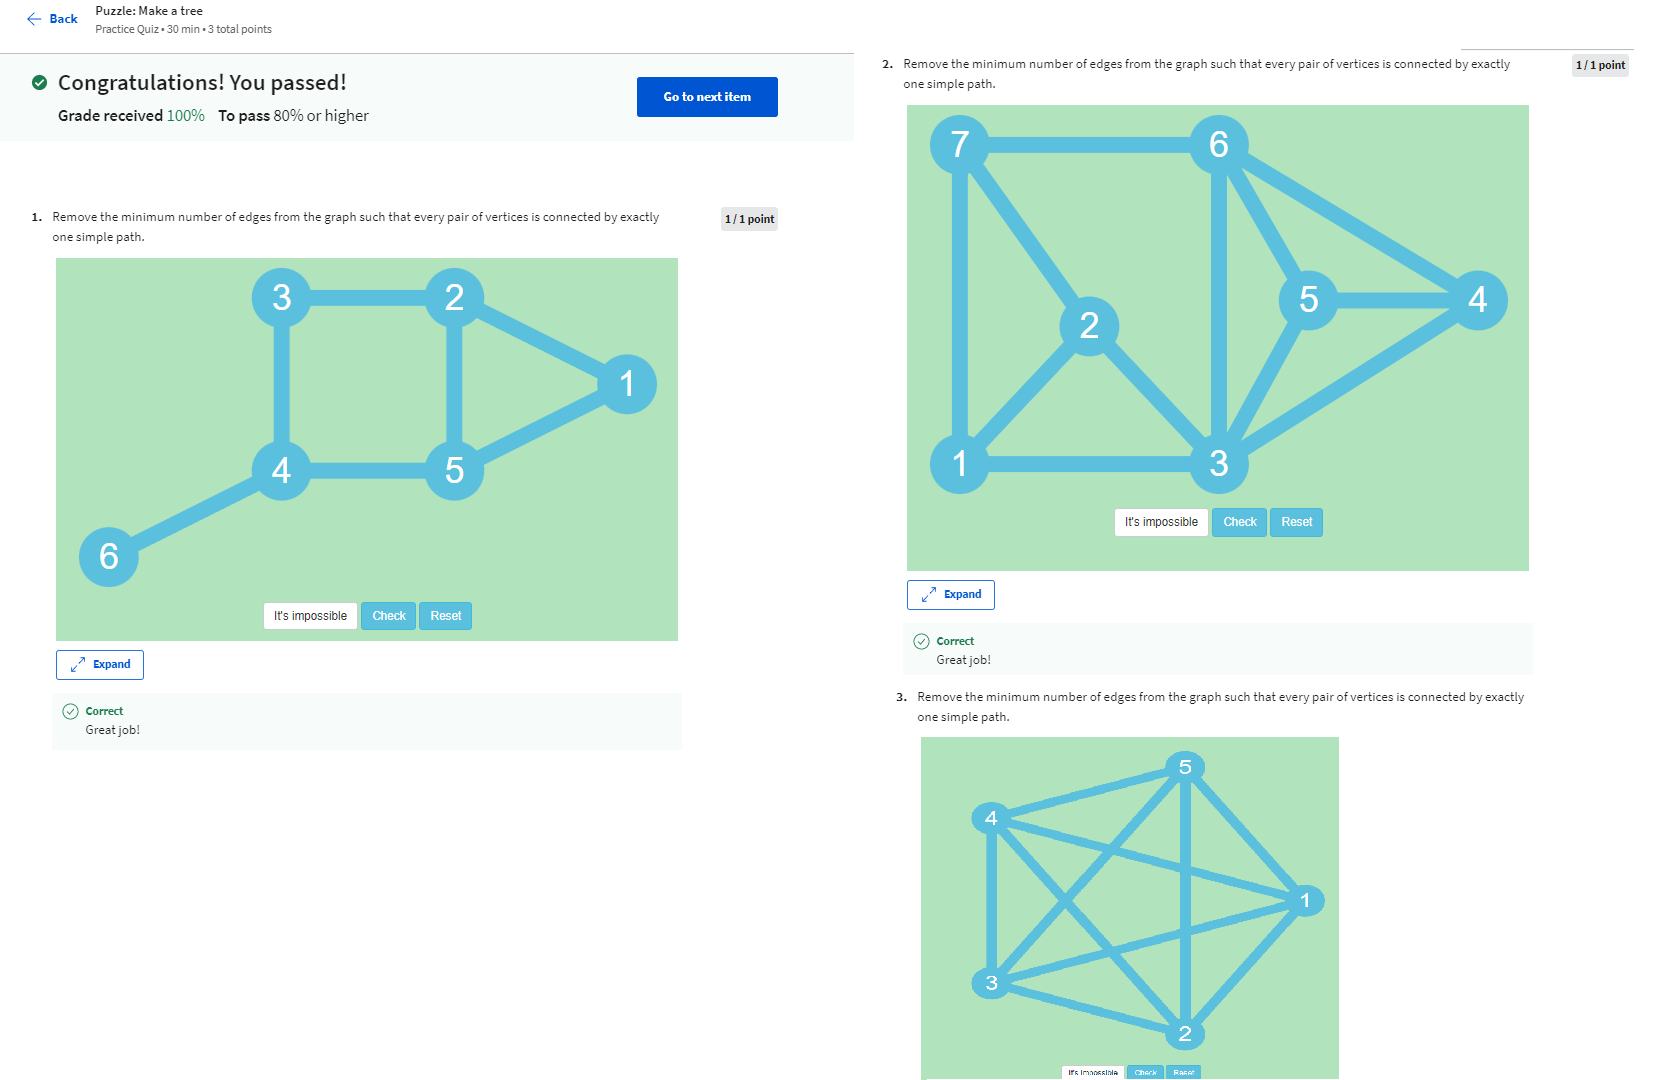 Back
Puzzle: Make a tree
Practice Quiz • 30 min • 3 total points
Congratulations! You passed!
Grade received 100% To pass 80% or higher
Go to next item
1. Remove the minimum number of edges from the graph such that every pair of vertices is connected by exactly
one simple path.
1 / 1 point
3
2
1
4
5
6
It's impossible
Check
Reset
Expand
Correct
Great job!
2. Remove the minimum number of edges from the graph such that every pair of vertices is connected by exactly
one simple path.
1 / 1 point
7
6
5
4
2
1
3
It's impossible
Check
Reset
Expand
Correct
Great job!
3. Remove the minimum number of edges from the graph such that every pair of vertices is connected by exactly
one simple path.
5
4
1
3
2
It's impossible
Check
Reset